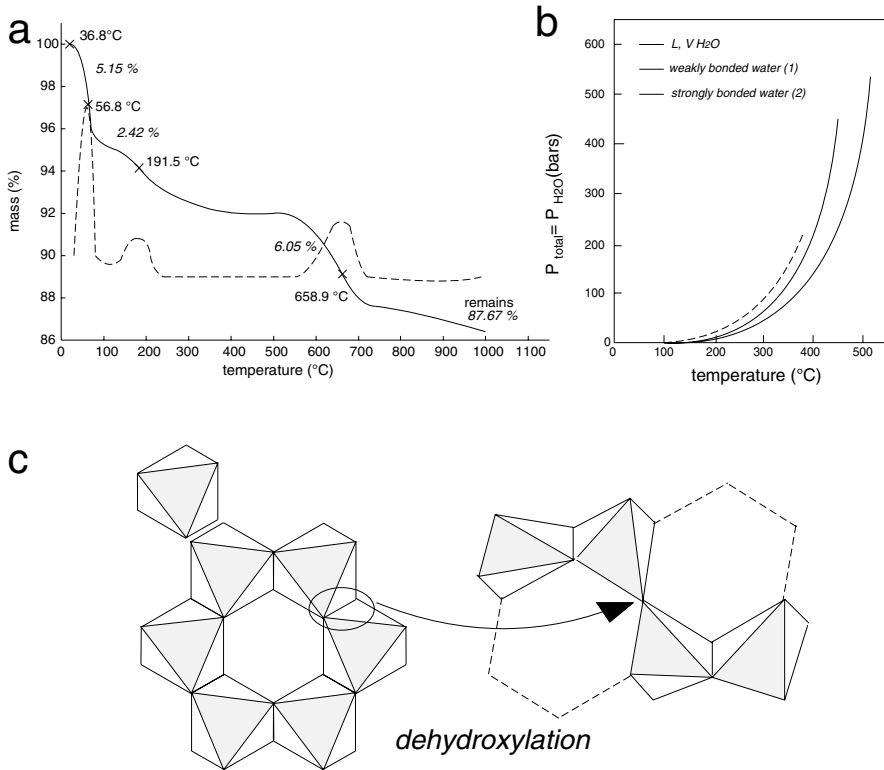 a
100
98
96
94
92
90
88
86
mass (%)
36.8°C
5.15 %
56.8 °C
2.42 %
191.5 °C
6.05 %
658.9 °C
remains
87.67 %
0 100 200 300 400 500 600 700 800 900 1000 1100
temperature (°C)
b
600
500
400
300
200
100
0
P total= P H2O(bars)
L, V H2O
weakly bonded water (1)
strongly bonded water (2)
0 100 200 300 400 500
temperature (°C)
c
dehydroxylation